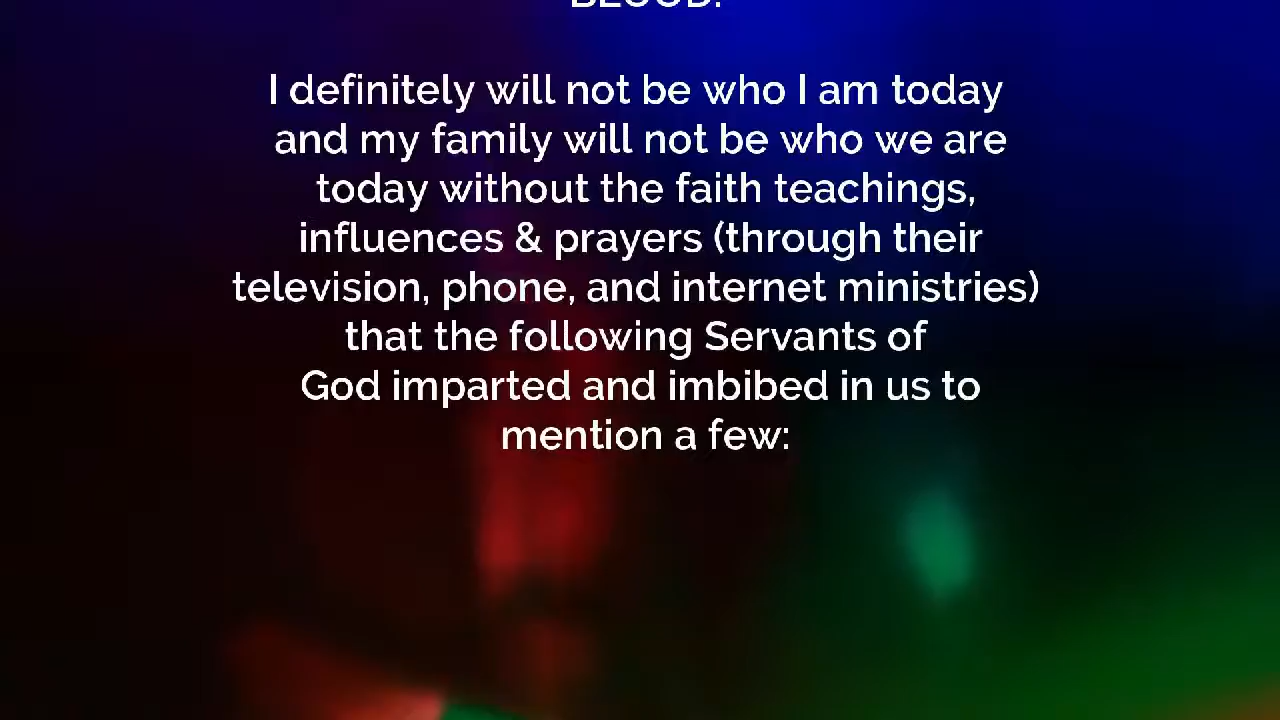 BLOOD.
I definitely will not be who I am today
and my family will not be who we are
today without the faith teachings,
influences & prayers (through their
television, phone, and internet ministries)
that the following Servants of
God imparted and imbibed in us to
mention a few: